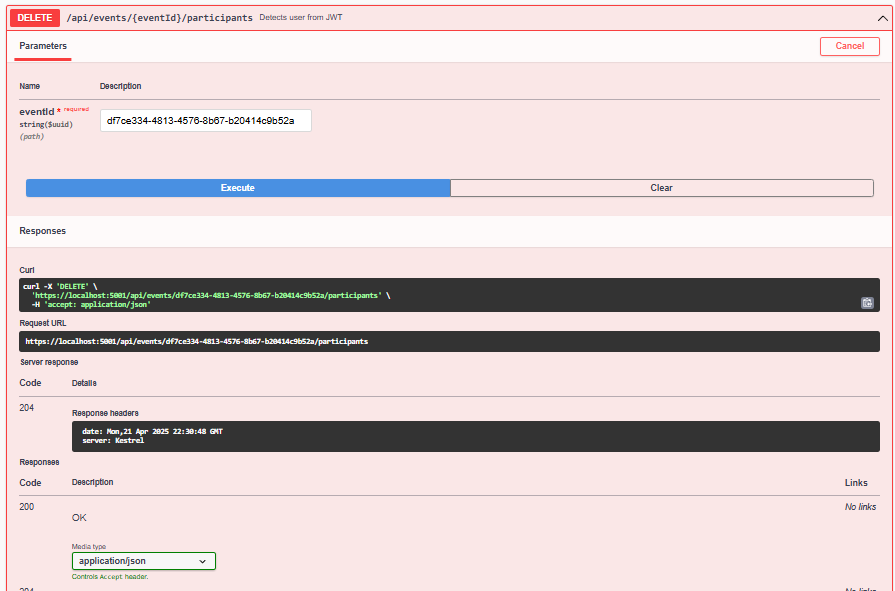 DELETE /api/events/{eventId}/participants Detects user from JWT
Parameters Cancel
Name Description
eventId * required
string($uuid)
(path)
df7ce334-4813-4576-8b67-b20414c9b52a
Execute Clear
Responses
Curl
curl -X 'DELETE' \
'https://localhost:5001/api/events/df7ce334-4813-4576-8b67-b20414c9b52a/participants' \
-H 'accept: application/json'
Request URL
https://localhost:5001/api/events/df7ce334-4813-4576-8b67-b20414c9b52a/participants
Server response
Code Details
204
Response headers
date: Mon,21 Apr 2025 22:30:48 GMT
server: Kestrel
Responses
Code Description Links
200 No links
OK
Media type
application/json
Controls Accept header.
204 No links